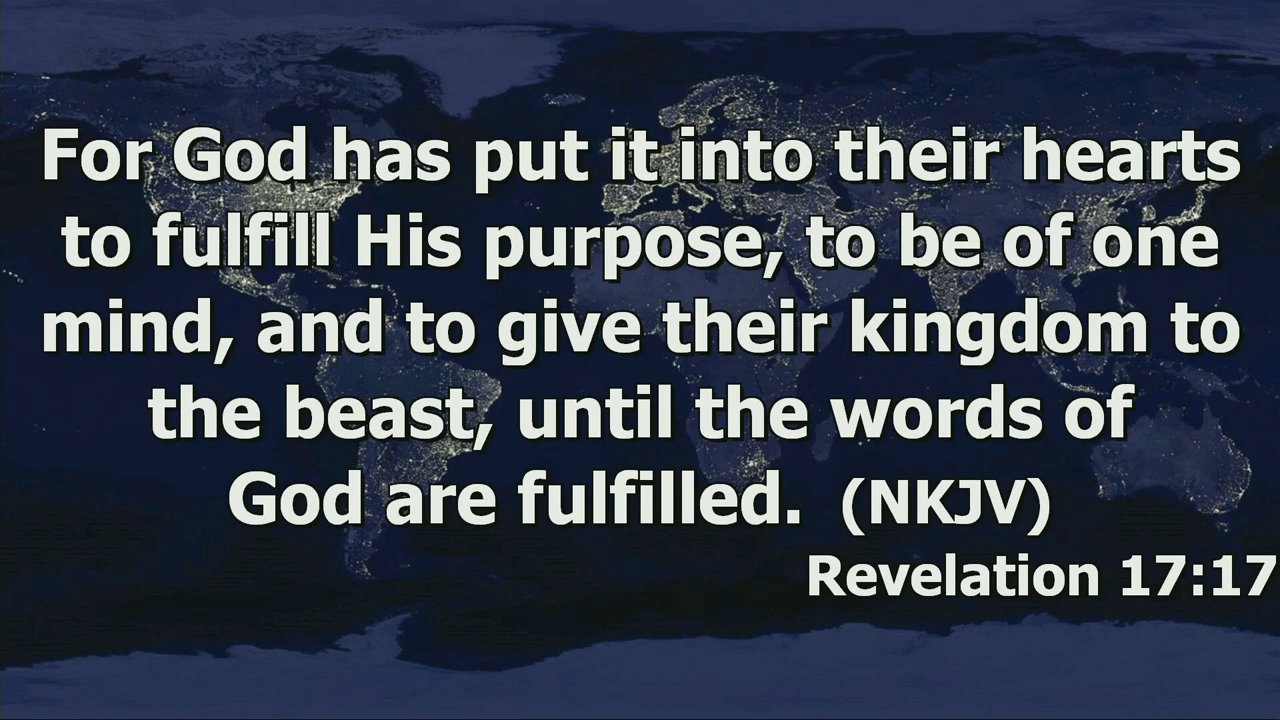 For God has put it into their hearts
to fulfill His purpose, to be of one
mind, and to give their kingdom to
the beast, until the words of
God are fulfilled. (NKJV)
Revelation 17:17